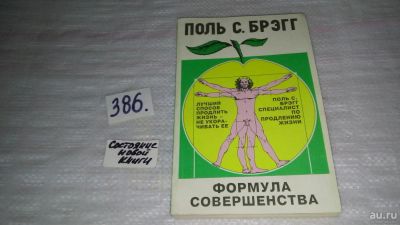 ПОЛЬ С. БРЭГГ
ЛУЧШИЙ
СПОСОБ
ПРОДЛИТЬ
ЖИЗНЬ -
НЕ УКОРА-
ЧИВАТЬ ЕЕ
ПОЛЬ С.
БРЭГГ
СПЕЦИАЛИСТ
ПО
ПРОДЛЕНИЮ
ЖИЗНИ
ФОРМУЛА
СОВЕРШЕНСТВА
386.
Состояние
новой
книги
au.ru